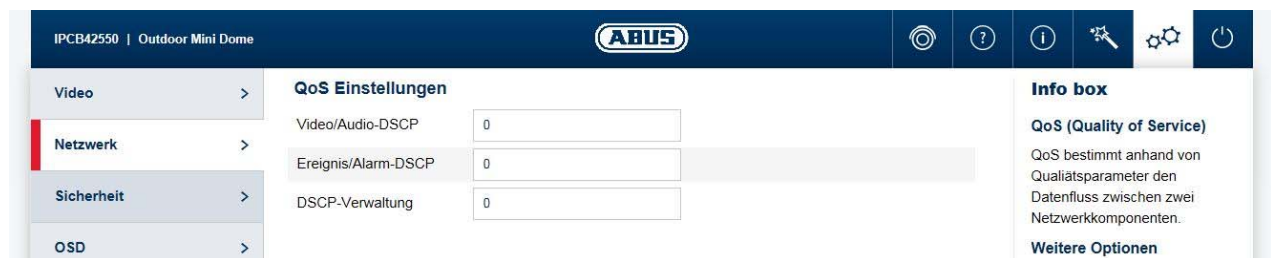 IPCB42550 | Outdoor Mini Dome
ABUS
Video >
Netzwerk >
Sicherheit >
OSD >
QoS Einstellungen
Video/Audio-DSCP 0
Ereignis/Alarm-DSCP 0
DSCP-Verwaltung 0
Info box
QoS (Quality of Service)
QoS bestimmt anhand von
Qualiätsparameter den
Datenfluss zwischen zwei
Netzwerkkomponenten.
Weitere Optionen